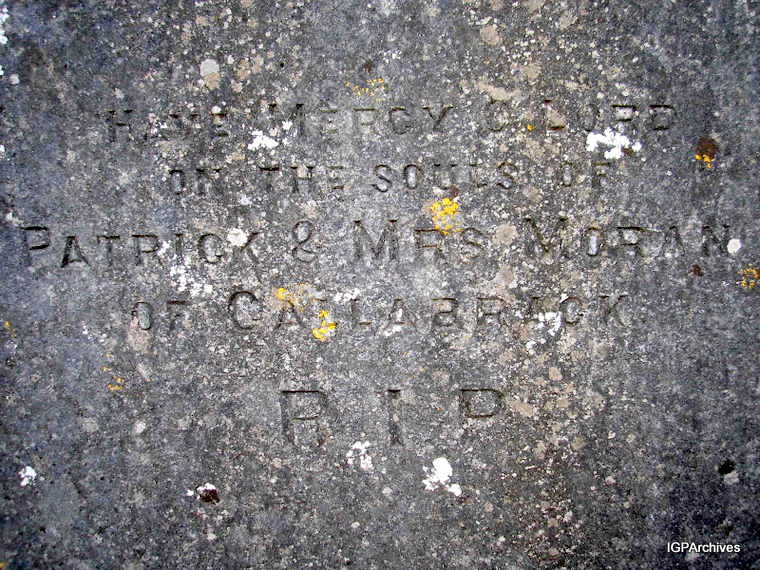 HAVE MERCY O LORD
ON THE SOULS OF
PATRICK & MRS MORAN
OF CALLABRACK
R I P
IGPArchives